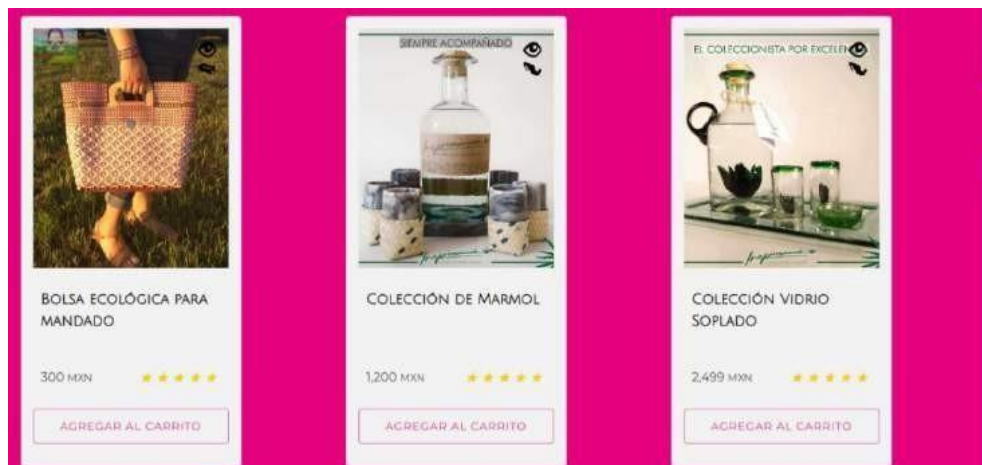 SIEMPRE ACOMPAÑADO
EL COLECCIONISTA POR EXCELEN
BOLSA ECOLÓGICA PARA
MANDADO
300 MXN
AGREGAR AL CARRITO
COLECCIÓN DE MARMOL
1,200 MXN
AGREGAR AL CARRITO
COLECCIÓN VIDRIO
SOPLADO
2,499 MXN
AGREGAR AL CARRITO